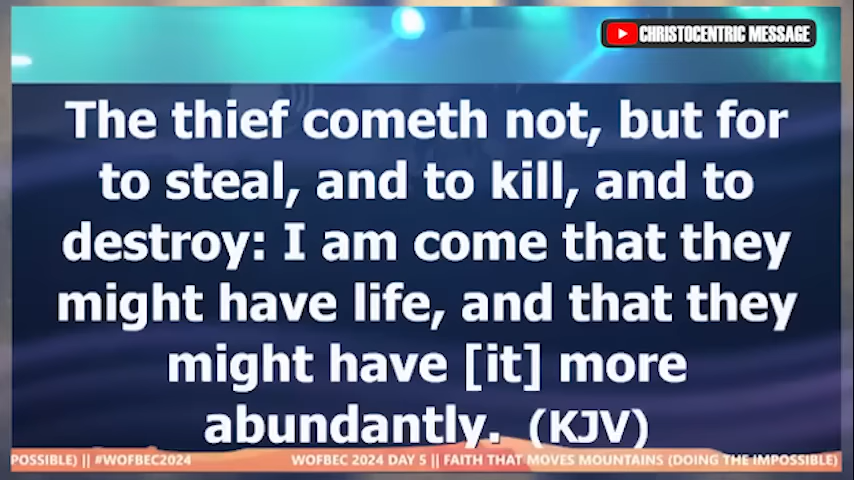 CHRISTOCENTRIC MESSAGE
The thief cometh not, but for
to steal, and to kill, and to
destroy: I am come that they
might have life, and that they
might have [it] more
abundantly. (KJV)
POSSIBLE) || #WOFBEC2024 WOFBEC 2024 DAY 5 || FAITH THAT MOVES MOUNTAINS (DOING THE IMPOSSIBLE)